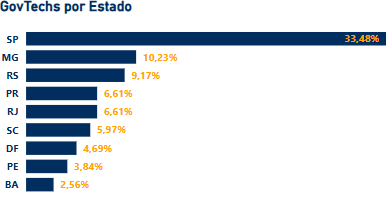 GovTechs por Estado
SP 33,48%
MG 10,23%
RS 9,17%
PR 6,61%
RJ 6,61%
SC 5,97%
DF 4,69%
PE 3,84%
BA 2,56%